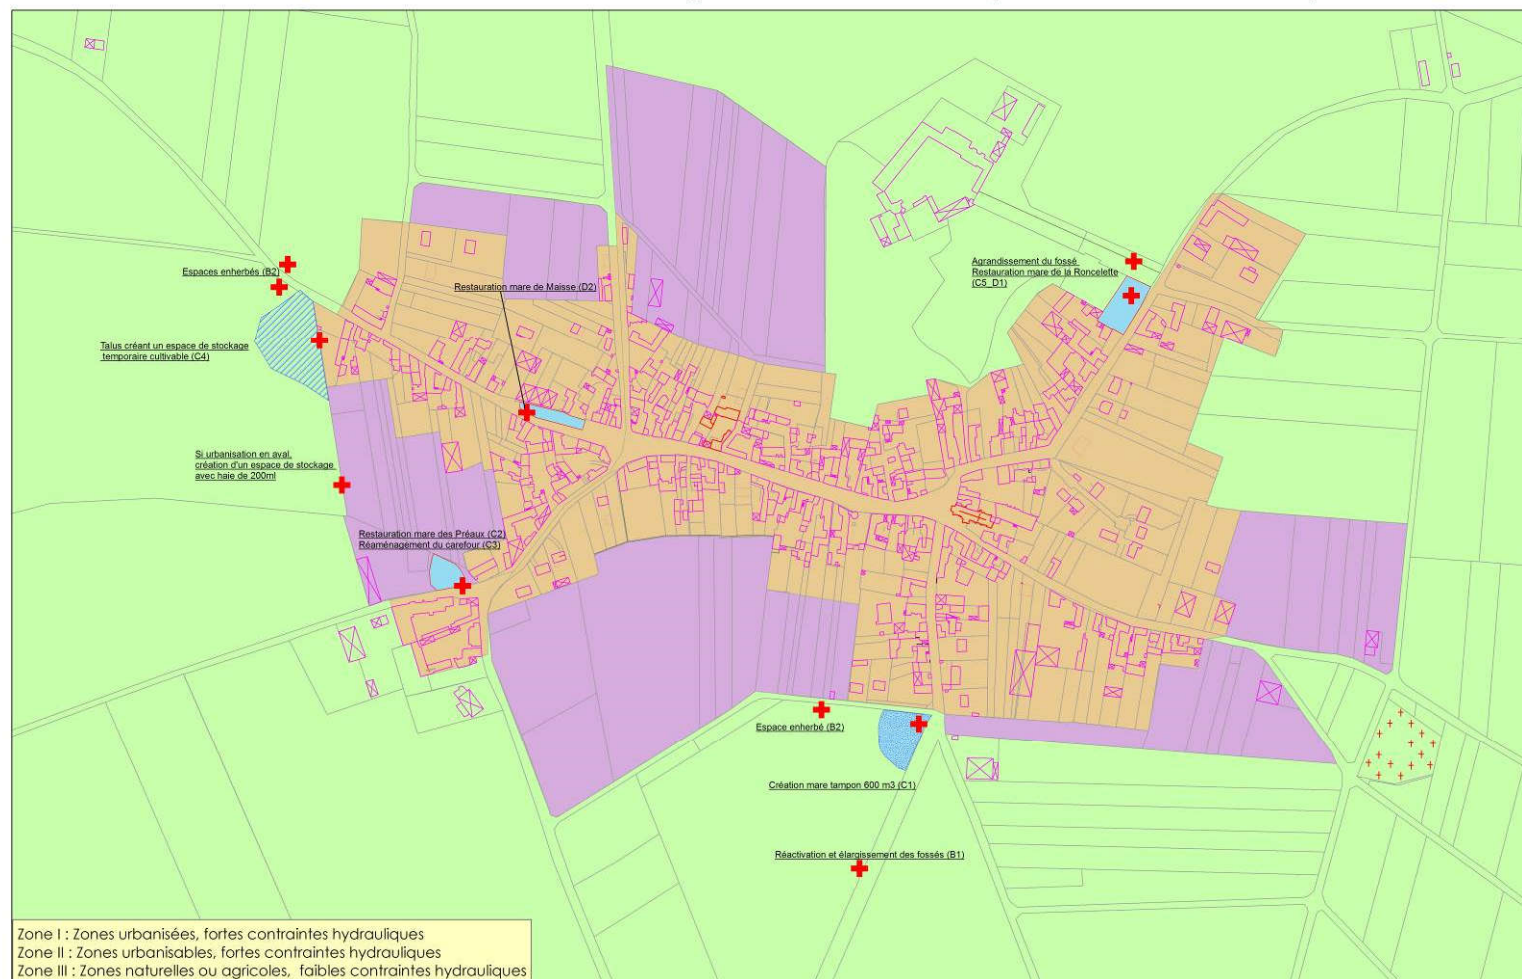 Espaces enherbés (B2)
Restauration mare de Maisse (D2)
Agrandissement du fossé
Restauration mare de la Roncelette
(C5_D1)
Talus créant un espace de stockage
temporaire cultivable (C4)
Si urbanisation en aval,
création d'un espace de stockage
avec haie de 200ml
Restauration mare des Préaux (C2)
Réaménagement du carefour (C3)
Espace enherbé (B2)
Création mare tampon 600 m3 (C1)
Réactivation et élargissement des fossés (B1)
Zone I : Zones urbanisées, fortes contraintes hydrauliques
Zone II : Zones urbanisables, fortes contraintes hydrauliques
Zone III : Zones naturelles ou agricoles, faibles contraintes hydrauliques